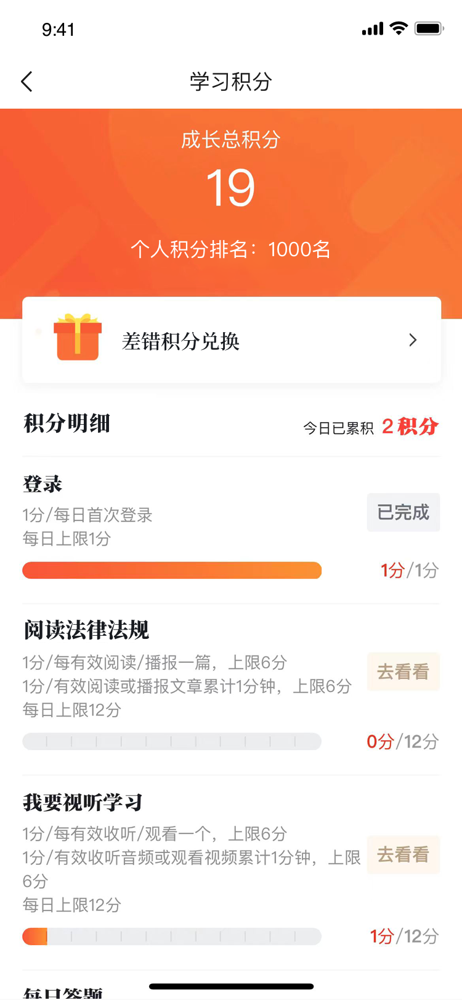 9:41
学习积分
成长总积分
19
个人积分排名：1000名
差错积分兑换
积分明细
今日已累积 2积分
登录
1分/每日首次登录
每日上限1分
已完成
1分/1分
阅读法律法规
1分/每有效阅读/播报一篇，上限6分
1分/有效阅读或播报文章累计1分钟，上限6分
每日上限12分
去看看
0分/12分
我要视听学习
1分/每有效收听/观看一个，上限6分
1分/有效收听音频或观看视频累计1分钟，上限
6分
每日上限12分
去看看
1分/12分
每日答题